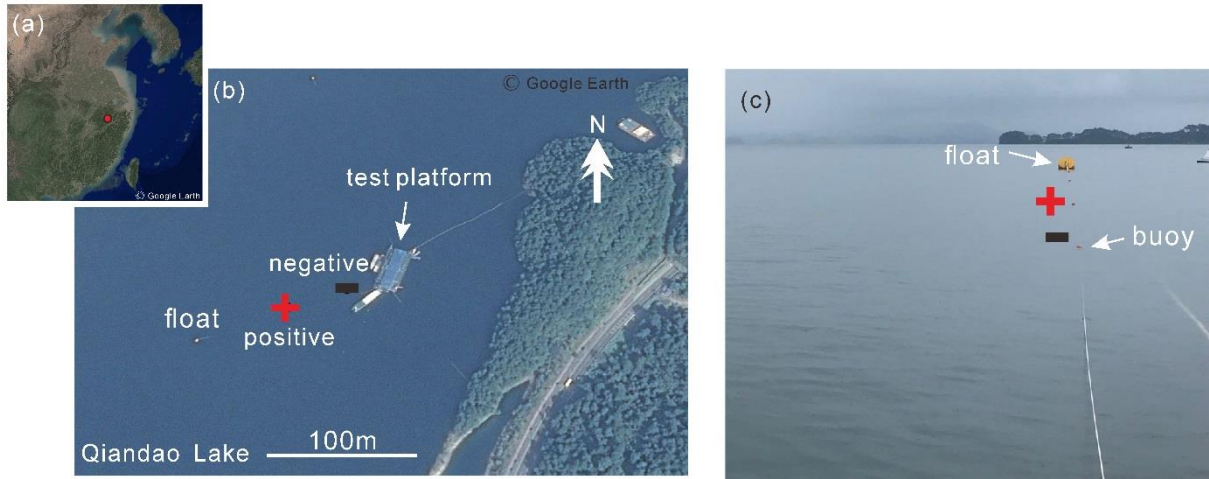 (a)
© Google Earth
(b)
© Google Earth
N
test platform
negative
float
positive
Qiandao Lake
100m
(c)
float
buoy